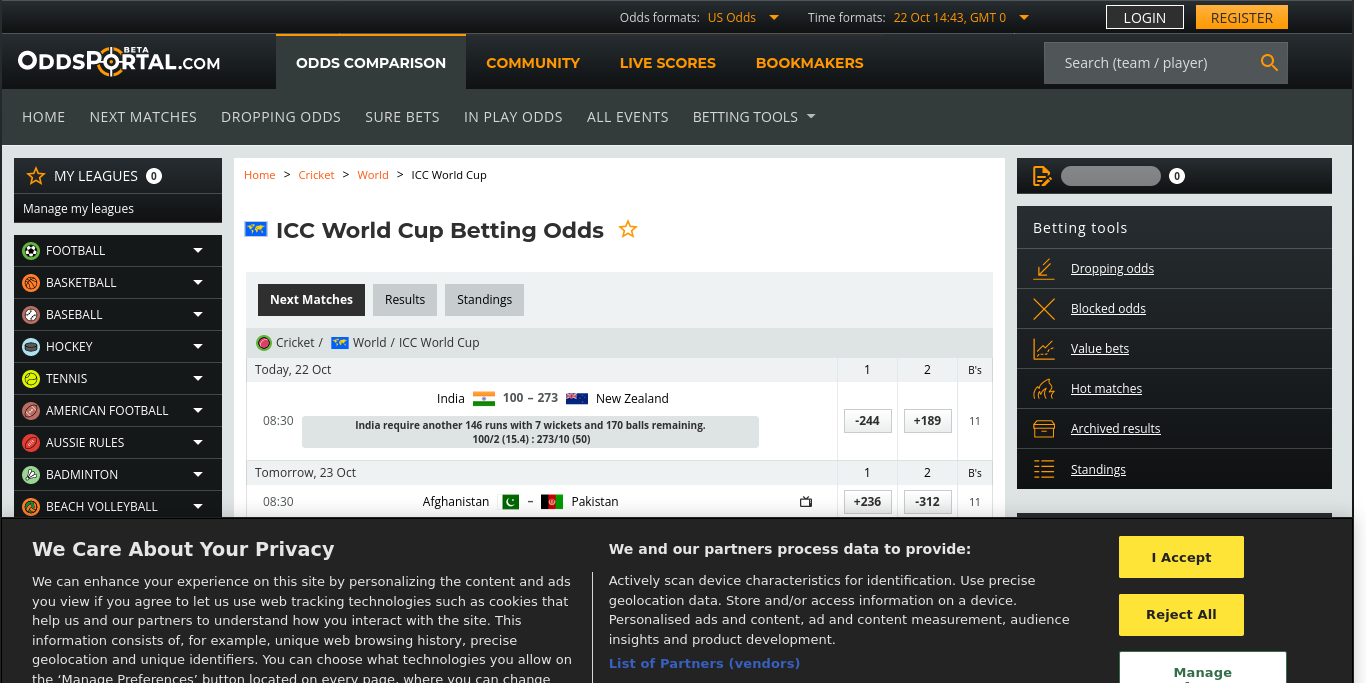 Odds formats: US Odds Time formats: 22 Oct 14:43, GMT 0 LOGIN REGISTER
ODDSPORTAL.COM BETA
ODDS COMPARISON COMMUNITY LIVE SCORES BOOKMAKERS Search (team / player)
HOME NEXT MATCHES DROPPING ODDS SURE BETS IN PLAY ODDS ALL EVENTS BETTING TOOLS
MY LEAGUES 0
Manage my leagues
FOOTBALL
BASKETBALL
BASEBALL
HOCKEY
TENNIS
AMERICAN FOOTBALL
AUSSIE RULES
BADMINTON
BEACH VOLLEYBALL
Home > Cricket > World > ICC World Cup
ICC World Cup Betting Odds
Next Matches Results Standings
Cricket / World / ICC World Cup
Today, 22 Oct 1 2 B's
India 100 – 273 New Zealand
08:30 -244 +189 11
India require another 146 runs with 7 wickets and 170 balls remaining.
100/2 (15.4) : 273/10 (50)
Tomorrow, 23 Oct 1 2 B's
08:30 Afghanistan – Pakistan +236 -312 11
0
Betting tools
Dropping odds
Blocked odds
Value bets
Hot matches
Archived results
Standings
We Care About Your Privacy
We can enhance your experience on this site by personalizing the content and ads
you view if you agree to let us use web tracking technologies such as cookies that
help us and our partners to understand how you interact with the site. This
information consists of, for example, unique web browsing history, precise
geolocation and unique identifiers. You can choose what technologies you allow on
the ‘Manage Preferences’ button located on every page, where you can change
We and our partners process data to provide:
Actively scan device characteristics for identification. Use precise
geolocation data. Store and/or access information on a device.
Personalised ads and content, ad and content measurement, audience
insights and product development.
List of Partners (vendors)
I Accept
Reject All
Manage